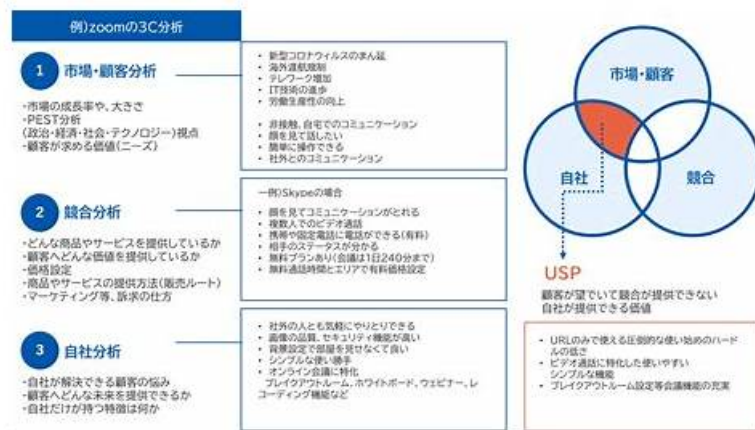 例)zoomの3C分析
1
市場・顧客分析
・市場の成長率や、大きさ
・PEST分析
(政治・経済・社会・テクノロジー)視点
・顧客が求める価値(ニーズ)
• 新型コロナウィルスのまん延
• 海外渡航規制
• テレワーク増加
• IT技術の進歩
• 労働生産性の向上
• 非接触、自宅でのコミュニケーション
• 顔を見て話したい
• 簡単に操作できる
• 社外とのコミュニケーション
2
競合分析
・どんな商品やサービスを提供しているか
・顧客へどんな価値を提供しているか
・価格設定
・商品やサービスの提供方法(販売ルート)
・マーケティング等、訴求の仕方
一例)Skypeの場合
• 顔を見てコミュニケーションがとれる
• 複数人でのビデオ通話
• 携帯や固定電話に電話ができる(有料)
• 相手のステータスが分かる
• 無料プランあり(会議は1日240分まで)
• 無料通話時間とエリアで有料価格設定
3
自社分析
・自社が解決できる顧客の悩み
・顧客へどんな未来を提供できるか
・自社だけが持つ特徴は何か
• 社外の人とも気軽にやりとりできる
• 画像の品質、セキュリティ機能が高い
• 背景設定で部屋を見せなくて良い
• シンプルな使い勝手
• オンライン会議に特化
ブレイクアウトルーム、ホワイトボード、ウェビナー、レ
コーディング機能など
市場・顧客
自社
競合
USP
顧客が望でいて競合が提供できない
自社が提供できる価値
• URLのみで使える圧倒的な使い始めのハード
ルの低さ
• ビデオ通話に特化した使いやすい
シンプルな機能
• ブレイクアウトルーム設定等会議機能の充実